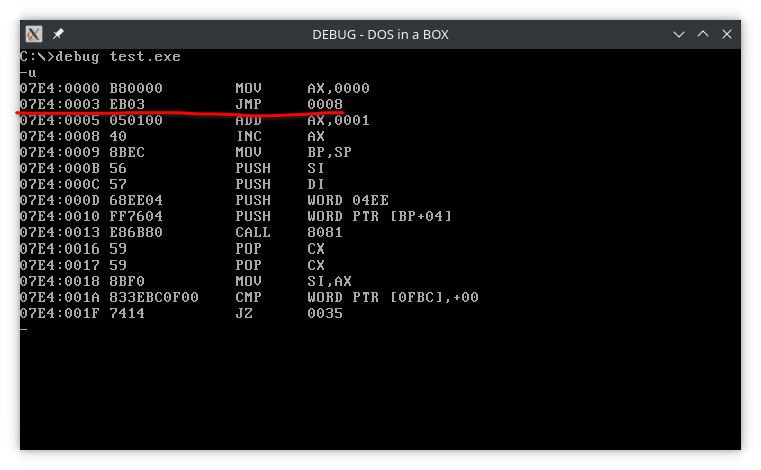 DEBUG - DOS in a BOX
C:\>debug test.exe
-u
07E4:0000 B80000 MOV AX,0000
07E4:0003 EB03 JMP 0008
07E4:0005 050100 ADD AX,0001
07E4:0008 40 INC AX
07E4:0009 8BEC MOV BP,SP
07E4:000B 56 PUSH SI
07E4:000C 57 PUSH DI
07E4:000D 68EE04 PUSH WORD 04EE
07E4:0010 FF7604 PUSH WORD PTR [BP+04]
07E4:0013 E86B80 CALL 8081
07E4:0016 59 POP CX
07E4:0017 59 POP CX
07E4:0018 8BF0 MOV SI,AX
07E4:001A 833EBC0F00 CMP WORD PTR [0FBC],+00
07E4:001F 7414 JZ 0035
-